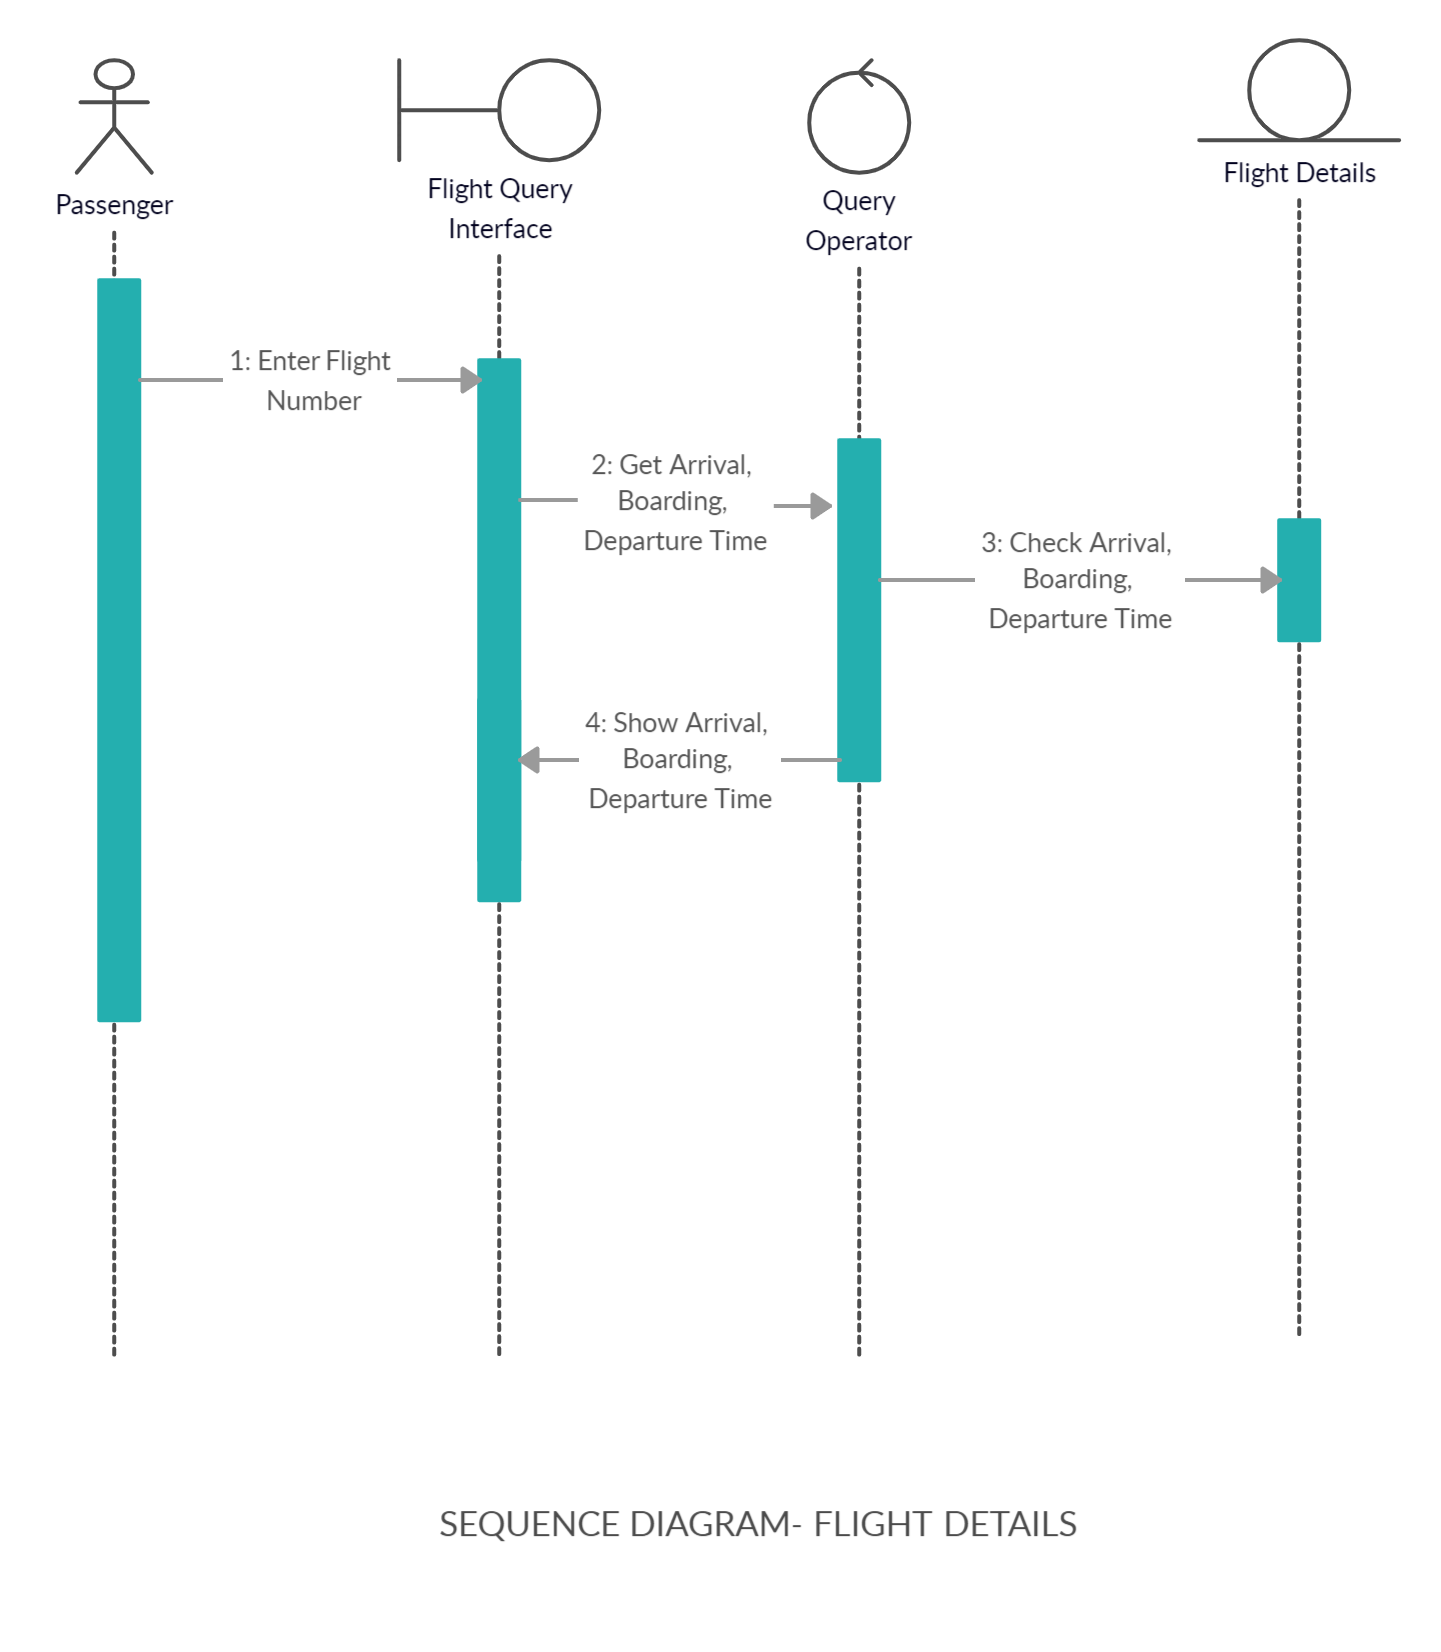 Passenger
Flight Query
Interface
Query
Operator
Flight Details
1: Enter Flight
Number
2: Get Arrival,
Boarding,
Departure Time
3: Check Arrival,
Boarding,
Departure Time
4: Show Arrival,
Boarding,
Departure Time
SEQUENCE DIAGRAM- FLIGHT DETAILS